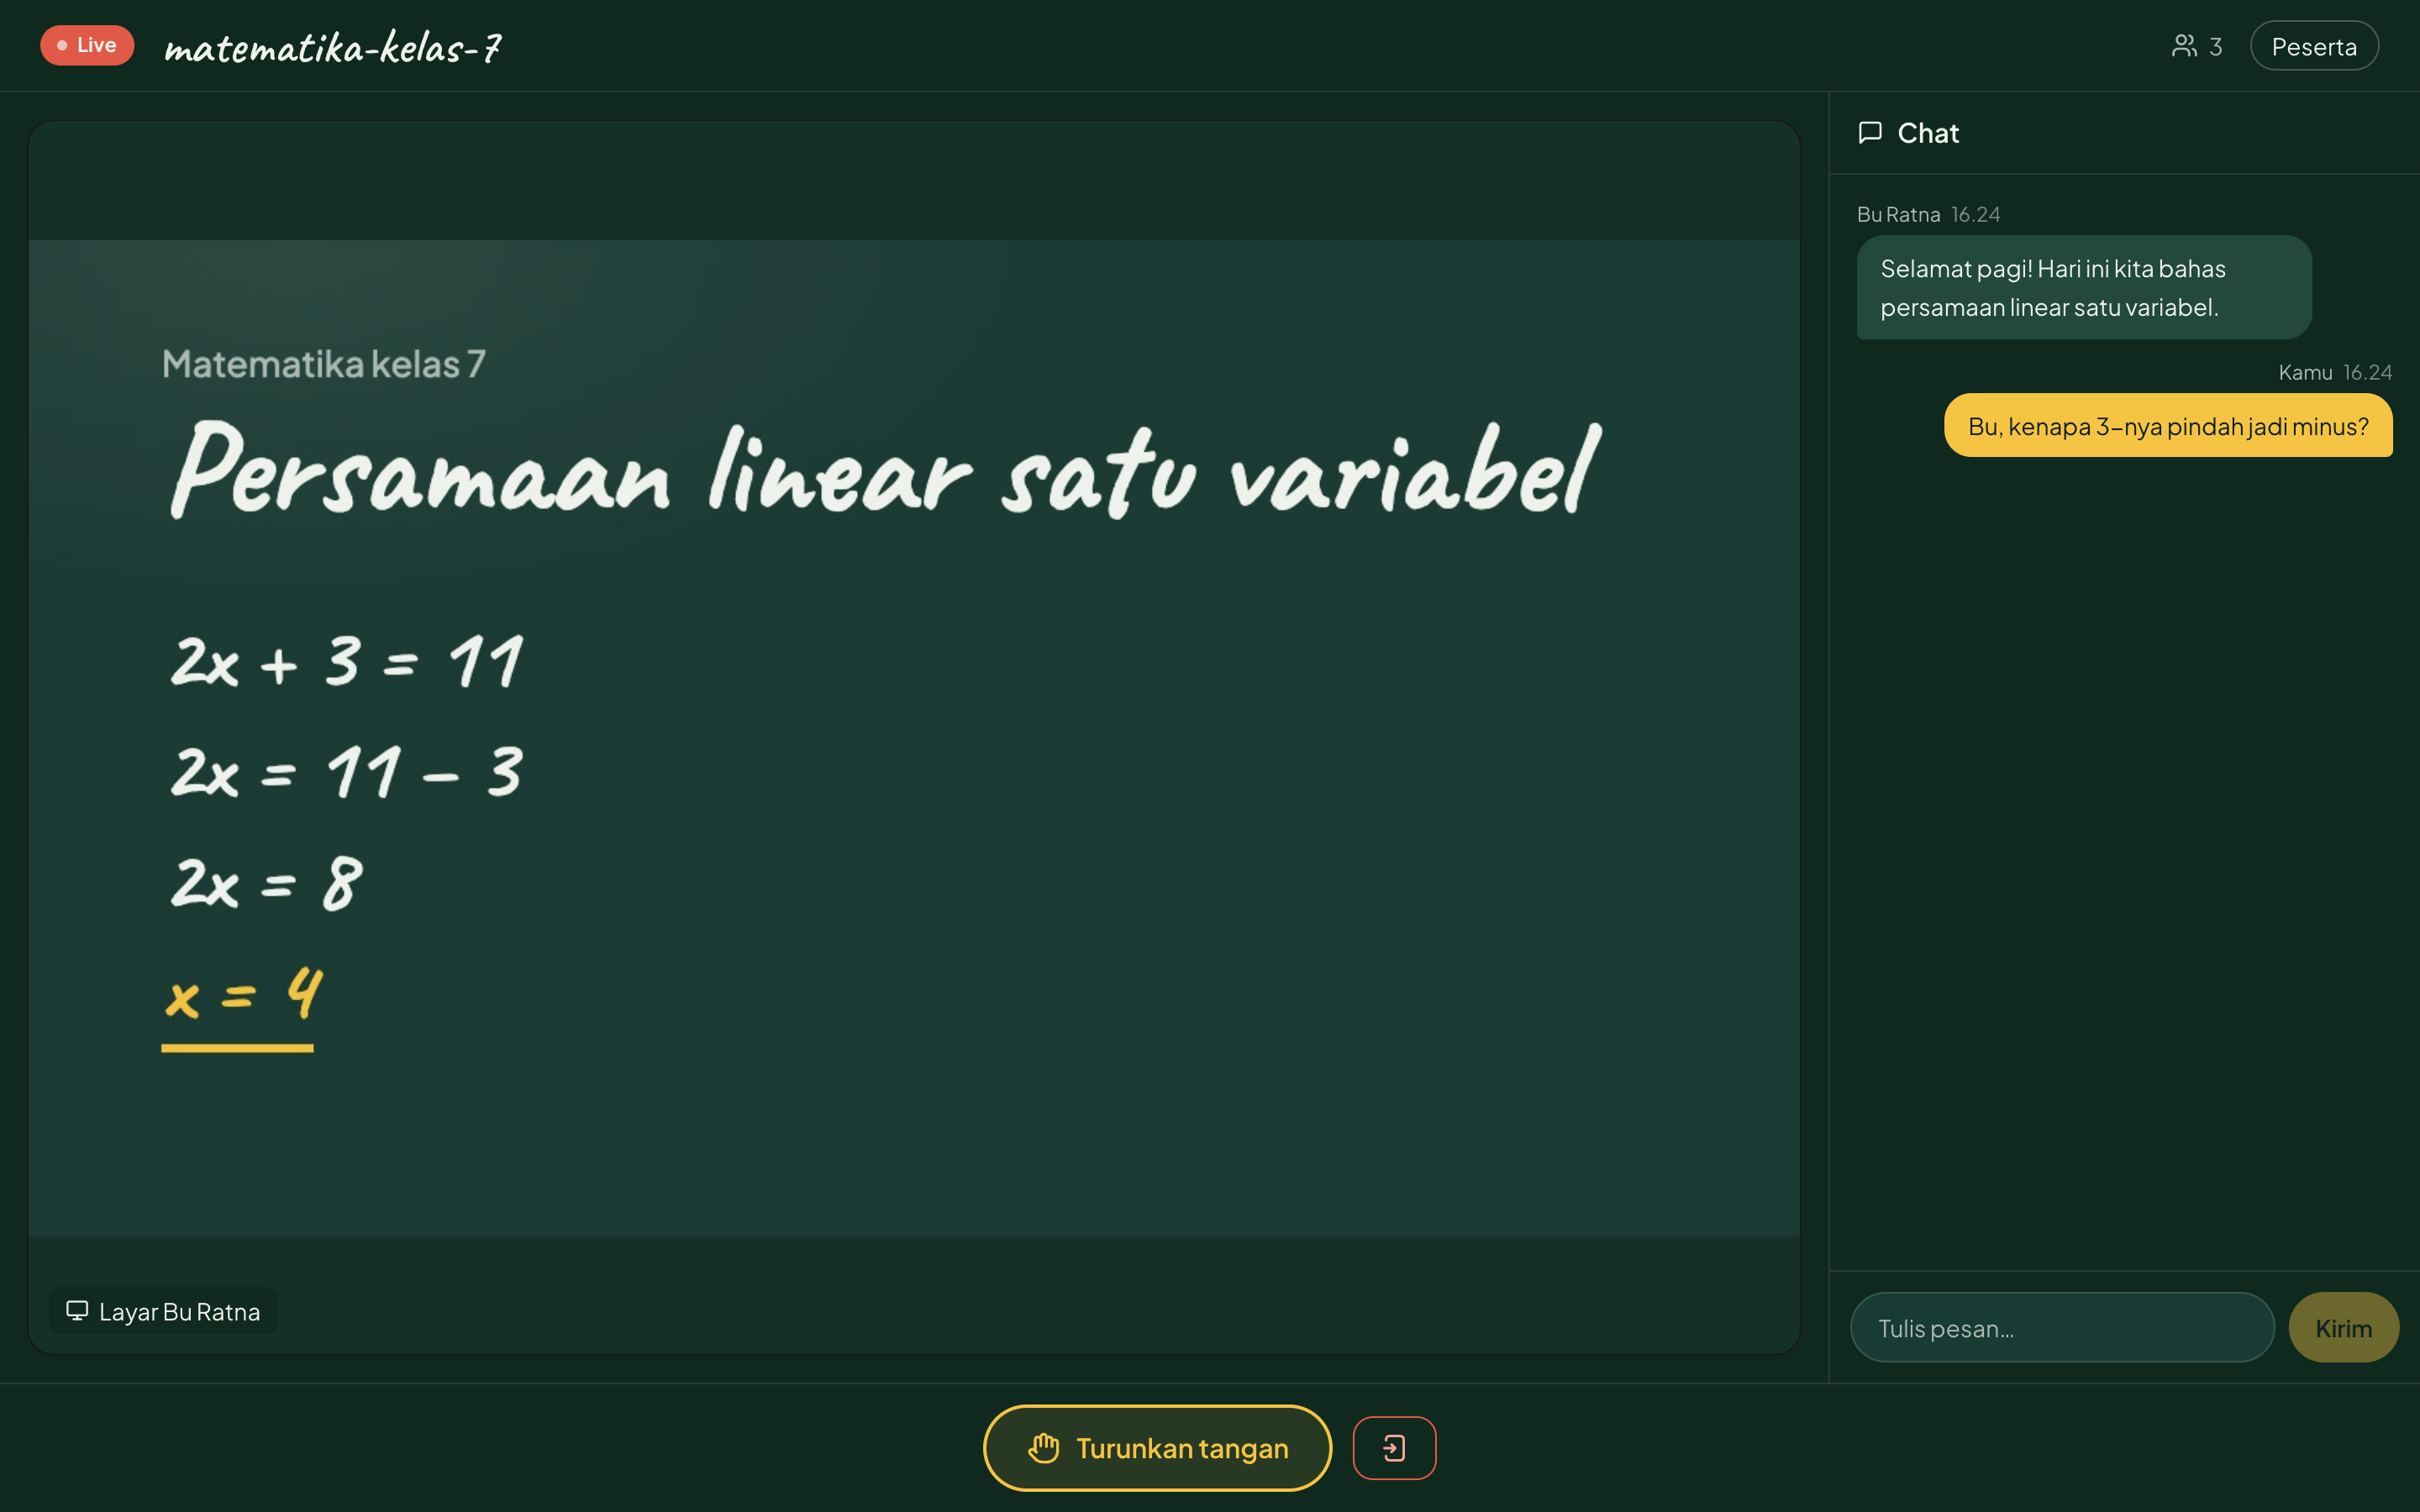 Live
matematika-kelas-7
3
Peserta
Matematika kelas 7
Persamaan linear satu variabel
2x + 3 = 11
2x = 11 – 3
2x = 8
x = 4
Layar Bu Ratna
Chat
Bu Ratna 16.24
Selamat pagi! Hari ini kita bahas
persamaan linear satu variabel.
Kamu 16.24
Bu, kenapa 3-nya pindah jadi minus?
Tulis pesan...
Kirim
Turunkan tangan